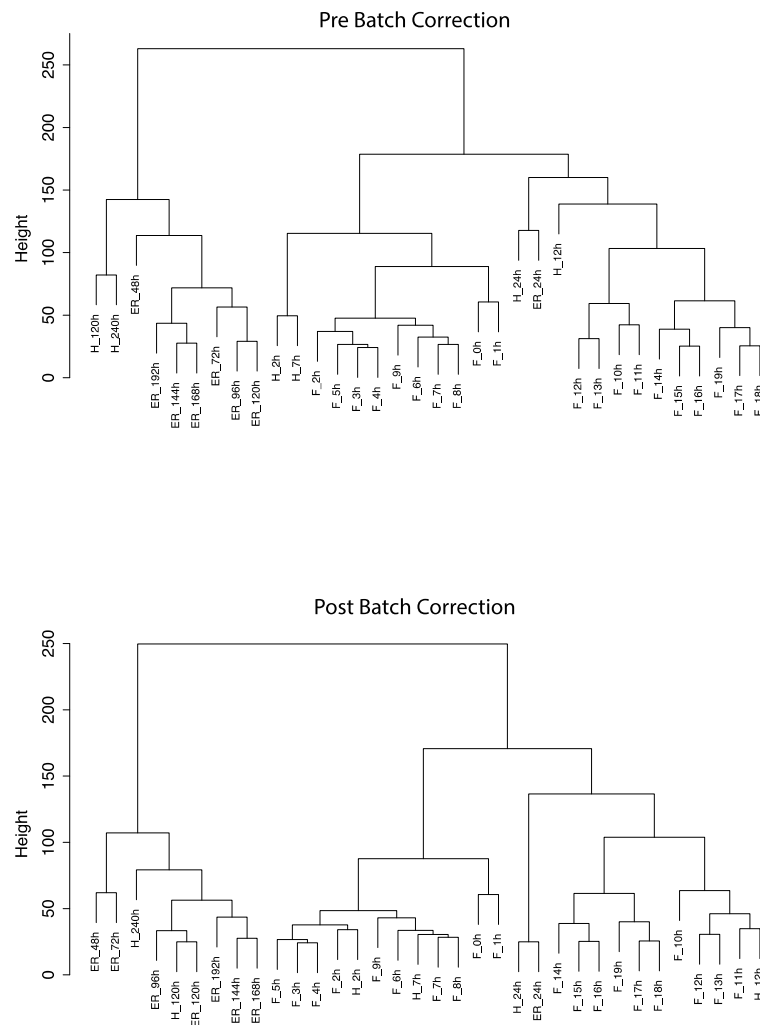 Pre Batch Correction
Height
250
200
150
100
50
0
H_120h
H_240h
ER_48h
ER_192h
ER_144h
ER_168h
ER_72h
ER_96h
ER_120h
H_2h
H_7h
F_2h
F_5h
F_3h
F_4h
F_9h
F_6h
F_7h
F_8h
F_0h
F_1h
H_24h
ER_24h
H_12h
F_12h
F_13h
F_10h
F_11h
F_14h
F_15h
F_16h
F_19h
F_17h
F_18h
Post Batch Correction
Height
250
200
150
100
50
0
ER_48h
ER_72h
H_240h
ER_96h
H_120h
ER_120h
ER_192h
ER_144h
ER_168h
F_5h
F_3h
F_4h
F_2h
H_2h
F_9h
F_6h
H_7h
F_7h
F_8h
F_0h
F_1h
H_24h
ER_24h
F_14h
F_15h
F_16h
F_19h
F_17h
F_18h
F_10h
F_12h
F_13h
F_11h
H_12h